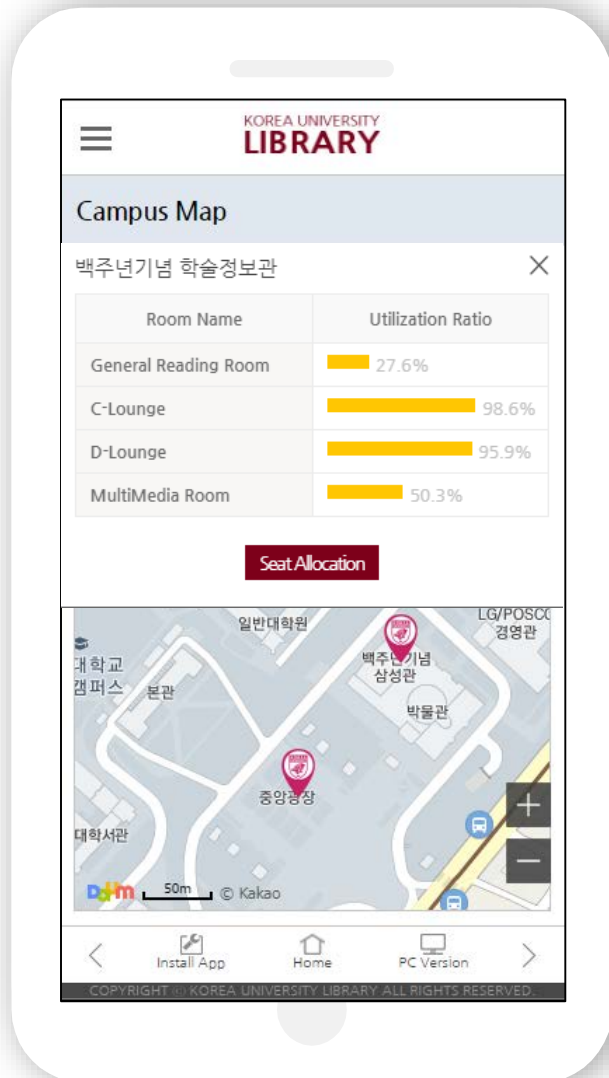 KOREA UNIVERSITY
LIBRARY
Campus Map
백주년기념 학술정보관
Room Name Utilization Ratio
General Reading Room 27.6%
C-Lounge 98.6%
D-Lounge 95.9%
MultiMedia Room 50.3%
Seat Allocation
일반대학원
LG/POSCO
경영관
대학교
캠퍼스
본관
백주년기념
삼성관
박물관
중앙광장
대학서관
Daum 50m © Kakao
Install App Home PC Version
COPYRIGHT ⓒ KOREA UNIVERSITY LIBRARY ALL RIGHTS RESERVED.